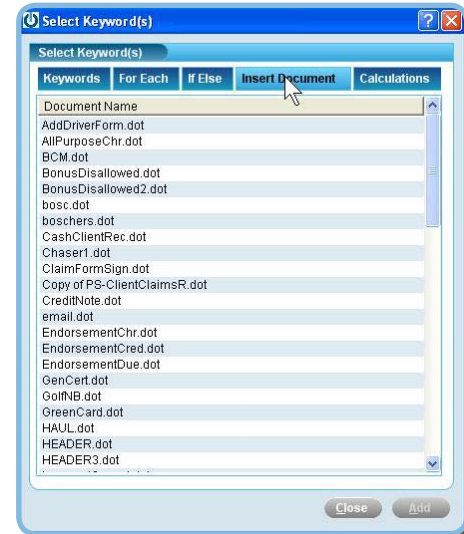 Select Keyword(s)
Select Keyword(s)
Keywords For Each If Else Insert Document Calculations
Document Name
AddDriverForm.dot
AllPurposeChr.dot
BCM.dot
BonusDisallowed.dot
BonusDisallowed2.dot
bosc.dot
boschers.dot
CashClientRec.dot
Chaser1.dot
ClaimFormSign.dot
Copy of PS-ClientClaimsR.dot
CreditNote.dot
email.dot
EndorsementChr.dot
EndorsementCred.dot
EndorsementDue.dot
GenCert.dot
GolfNB.dot
GreenCard.dot
HAUL.dot
HEADER.dot
HEADER3.dot
Close Add